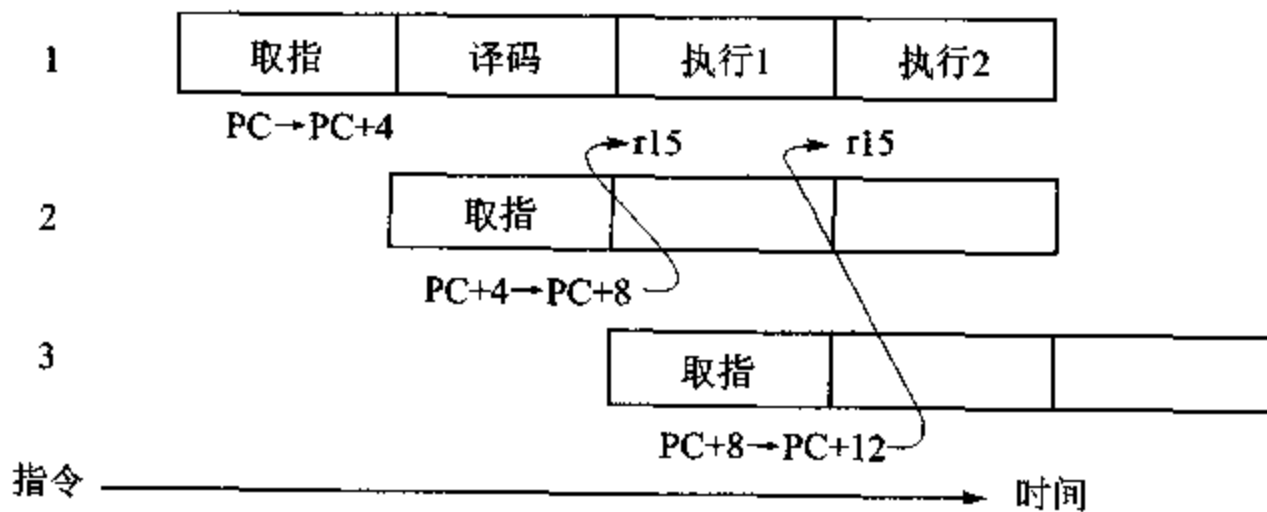 1 取指 译码 执行1 执行2
PC→PC+4
r15 r15
2 取指
PC+4→PC+8
3 取指
PC+8→PC+12
指令 时间